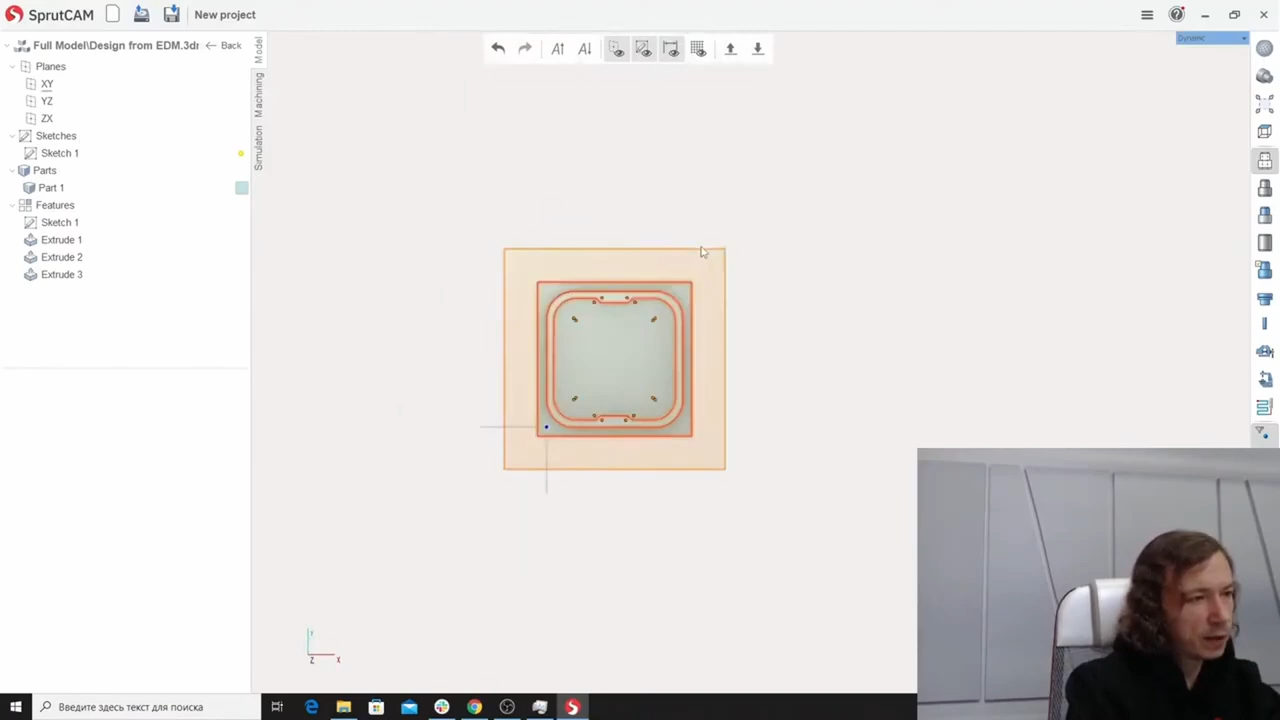 SprutCAM
New project
Full Model\Design from EDM.3dr
Back
Planes
XY
YZ
ZX
Sketches
Sketch 1
Parts
Part 1
Features
Sketch 1
Extrude 1
Extrude 2
Extrude 3
Model
Machining
Simulation
Dynamic
Y
Z
X
Введите здесь текст для поиска